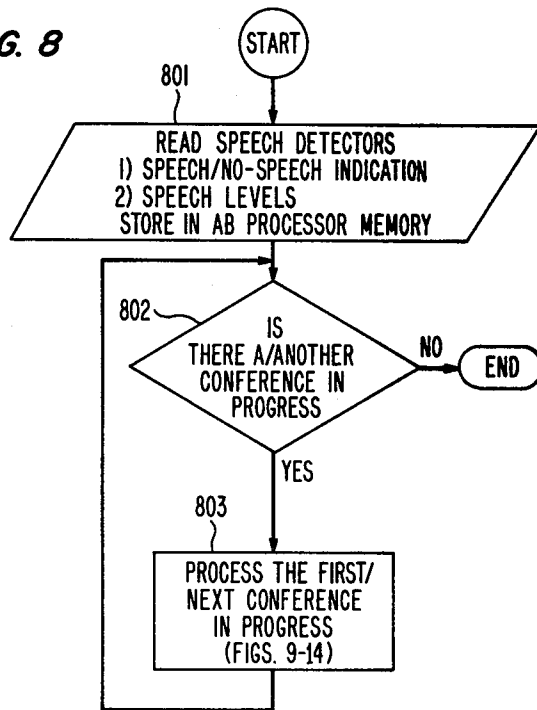 G. 8
START
801
READ SPEECH DETECTORS
1) SPEECH/NO-SPEECH INDICATION
2) SPEECH LEVELS
STORE IN AB PROCESSOR MEMORY
802
IS
THERE A/ANOTHER
CONFERENCE IN
PROGRESS
NO
END
YES
803
PROCESS THE FIRST/
NEXT CONFERENCE
IN PROGRESS
(FIGS. 9-14)